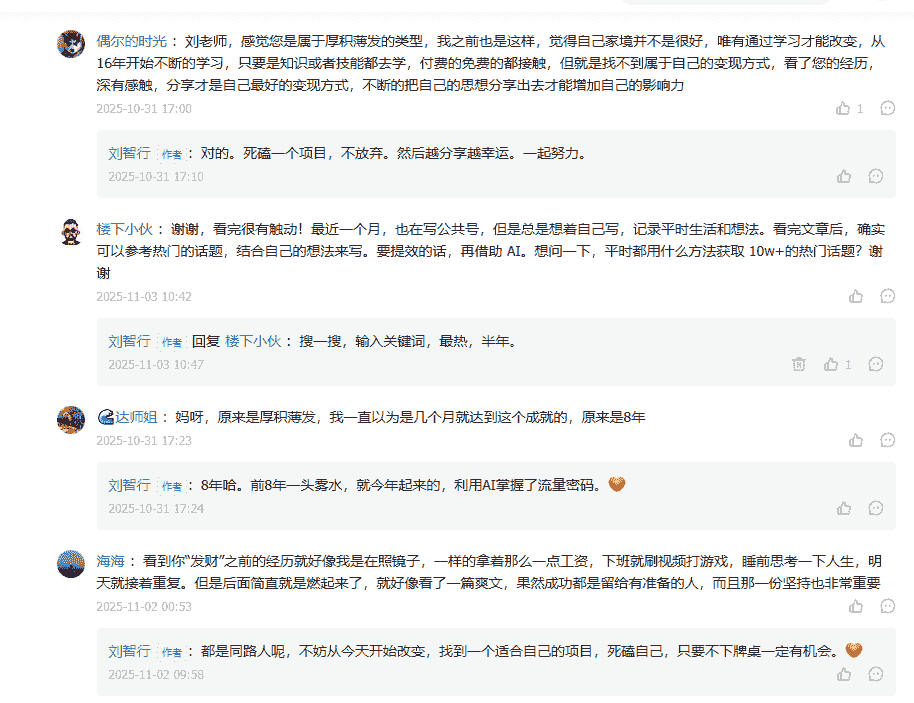 偶尔的时光： 刘老师，感觉您是属于厚积薄发的类型，我之前也是这样，觉得自己家境并不是很好，唯有通过学习才能改变，从
16年开始不断的学习，只要是知识或者技能都去学，付费的免费的都接触，但就是找不到属于自己的变现方式，看了您的经历，
深有感触，分享才是自己最好的变现方式，不断的把自己的思想分享出去才能增加自己的影响力
2025-10-31 17:00 1
刘智行 作者 ： 对的。死磕一个项目，不放弃。然后越分享越幸运。一起努力。
2025-10-31 17:10
楼下小伙： 谢谢，看完很有触动！最近一个月，也在写公共号，但是总是想着自己写，记录平时生活和想法。看完文章后，确实
可以参考热门的话题，结合自己的想法来写。要提效的话，再借助 AI。想问一下，平时都用什么方法获取 10w+的热门话题？谢
谢
2025-11-03 10:42
刘智行 作者 回复 楼下小伙： 搜一搜，输入关键词，最热，半年。
2025-11-03 10:47 1
🌊达师姐： 妈呀，原来是厚积薄发，我一直以为是几个月就达到这个成就的，原来是8年
2025-10-31 17:23
刘智行 作者 ： 8年哈。前8年一头雾水，就今年起来的，利用AI掌握了流量密码。🧡
2025-10-31 17:24
海海： 看到你“发财”之前的经历就好像我是在照镜子，一样的拿着那么一点工资，下班就刷视频打游戏，睡前思考一下人生，明
天就接着重复。但是后面简直就是燃起来了，就好像看了一篇爽文，果然成功都是留给有准备的人，而且那一份坚持也非常重要
2025-11-02 00:53
刘智行 作者 ： 都是同路人呢，不妨从今天开始改变，找到一个适合自己的项目，死磕自己，只要不下牌桌一定有机会。🧡
2025-11-02 09:58